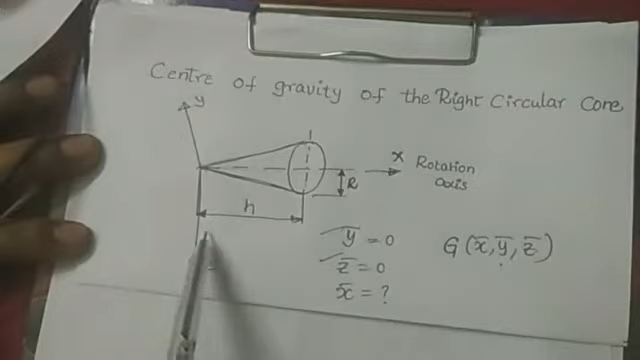 Centre of gravity of the Right Circular Cone
y
x Rotation axis
R
h
y̅ = 0
G(x̅, y̅, z̅)
z̅ = 0
x̅ = ?